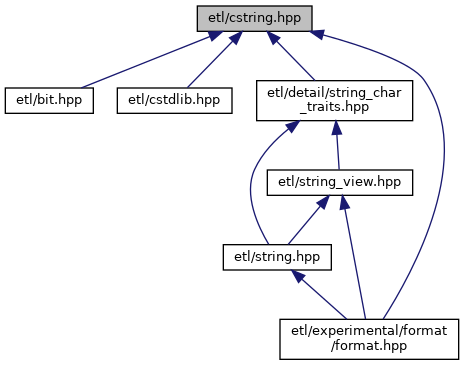 etl/cstring.hpp
etl/bit.hpp
etl/cstdlib.hpp
etl/detail/string_char
_traits.hpp
etl/string_view.hpp
etl/string.hpp
etl/experimental/format
/format.hpp